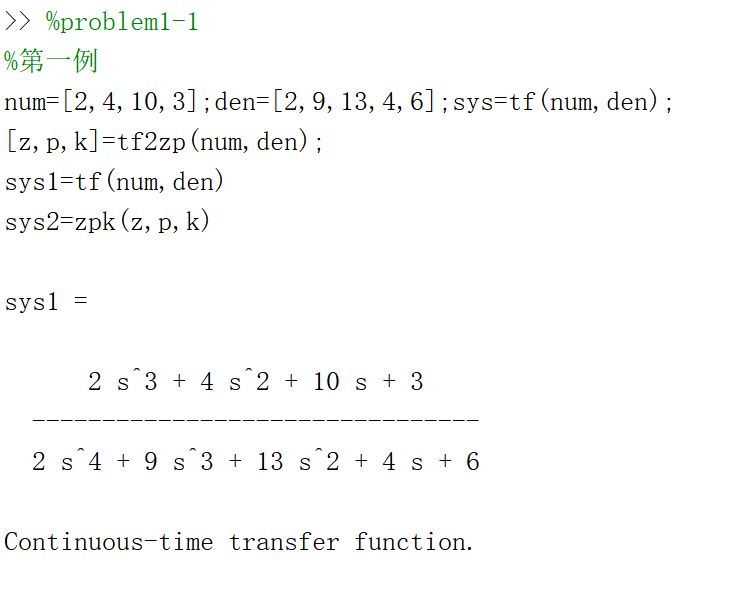 >> %problem1-1
%第一例
num=[2,4,10,3];den=[2,9,13,4,6];sys=tf(num,den);
[z,p,k]=tf2zp(num,den);
sys1=tf(num,den)
sys2=zpk(z,p,k)
sys1 =
2 s^3 + 4 s^2 + 10 s + 3
--------------------------------
2 s^4 + 9 s^3 + 13 s^2 + 4 s + 6
Continuous-time transfer function.